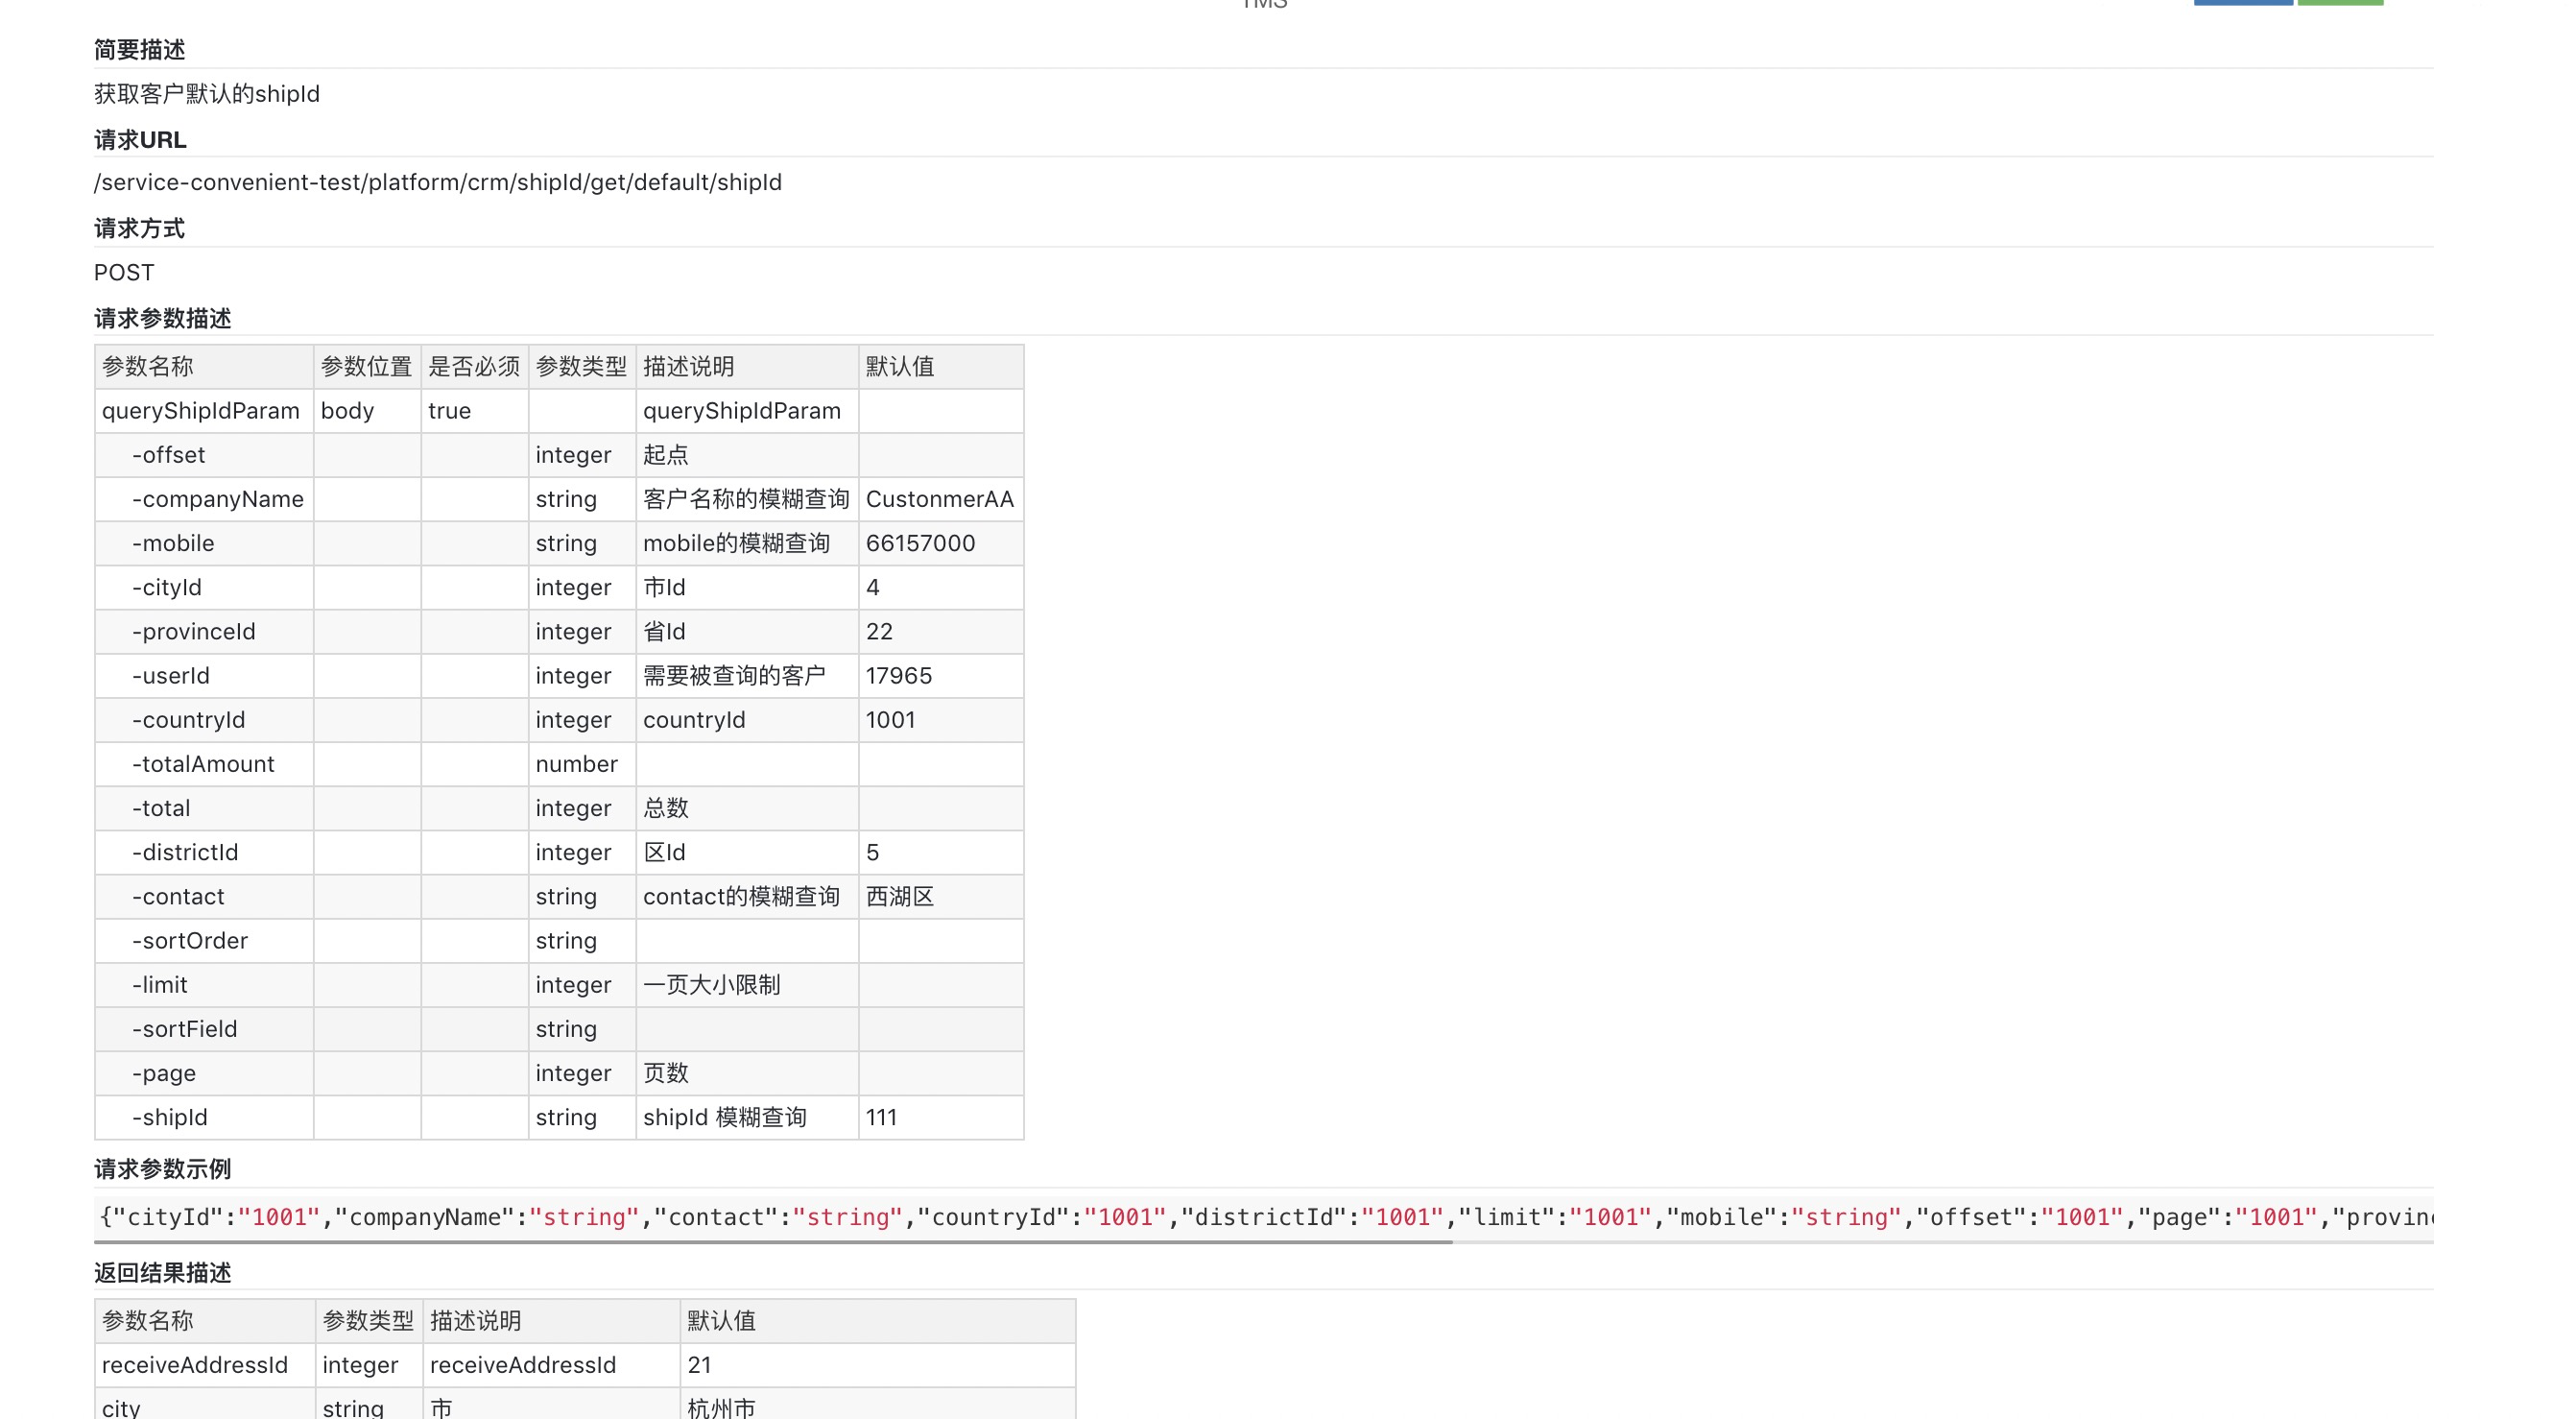 TMS
简要描述
获取客户默认的shipId
请求URL
/service-convenient-test/platform/crm/shipId/get/default/shipId
请求方式
POST
请求参数描述
参数名称 参数位置 是否必须 参数类型 描述说明 默认值
queryShipIdParam body true queryShipIdParam
-offset integer 起点
-companyName string 客户名称的模糊查询 CustonmerAA
-mobile string mobile的模糊查询 66157000
-cityId integer 市Id 4
-provinceId integer 省Id 22
-userId integer 需要被查询的客户 17965
-countryId integer countryId 1001
-totalAmount number
-total integer 总数
-districtId integer 区Id 5
-contact string contact的模糊查询 西湖区
-sortOrder string
-limit integer 一页大小限制
-sortField string
-page integer 页数
-shipId string shipId 模糊查询 111
请求参数示例
{"cityId":"1001","companyName":"string","contact":"string","countryId":"1001","districtId":"1001","limit":"1001","mobile":"string","offset":"1001","page":"1001","provin
返回结果描述
参数名称 参数类型 描述说明 默认值
receiveAddressId integer receiveAddressId 21
city string 市 杭州市